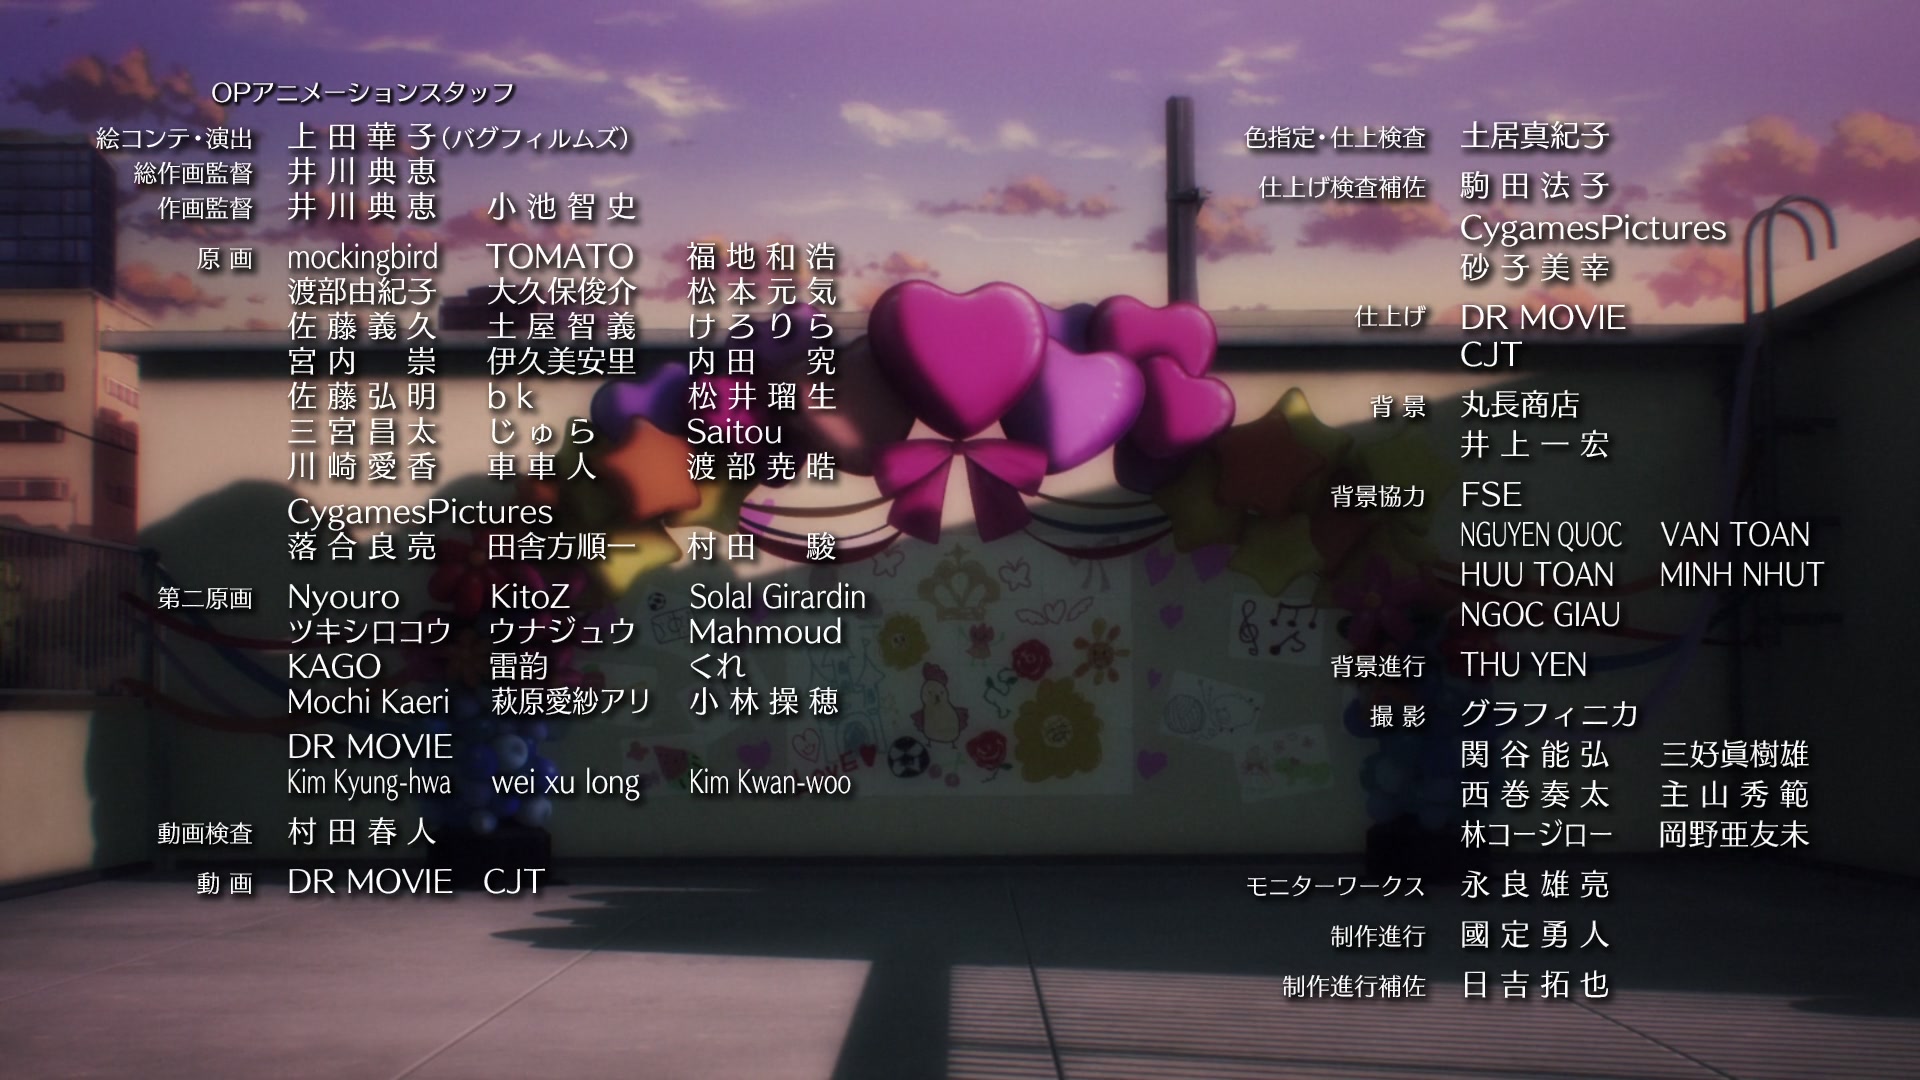 OPアニメーションスタッフ
絵コンテ・演出 上田華子(バグフィルムズ)
総作画監督 井川典恵
作画監督 井川典恵 小池智史
原画 mockingbird TOMATO 福地和浩
渡部由紀子 大久保俊介 松本元気
佐藤義久 土屋智義 けろりら
宮内崇 伊久美安里 内田究
佐藤弘明 bk 松井瑠生
三宮昌太 じゅら Saitou
川崎愛香 車車人 渡部尭晧
CygamesPictures
落合良亮 田舎方順一 村田駿
第二原画 Nyouro KitoZ Solal Girardin
ツキシロコウ ウナジュウ Mahmoud
KAGO 雷韵 くれ
Mochi Kaeri 萩原愛紗アリ 小林操穂
DR MOVIE
Kim Kyung-hwa wei xu long Kim Kwan-woo
動画検査 村田春人
動画 DR MOVIE CJT
色指定・仕上検査 土居真紀子
仕上げ検査補佐 駒田法子
CygamesPictures
砂子美幸
仕上げ DR MOVIE
CJT
背景 丸長商店
井上一宏
背景協力 FSE
NGUYEN QUOC VAN TOAN
HUU TOAN MINH NHUT
NGOC GIAU
背景進行 THU YEN
撮影 グラフィニカ
関谷能弘 三好眞樹雄
西巻奏太 主山秀範
林コージロー 岡野亜友未
モニターワークス 永良雄亮
制作進行 國定勇人
制作進行補佐 日吉拓也